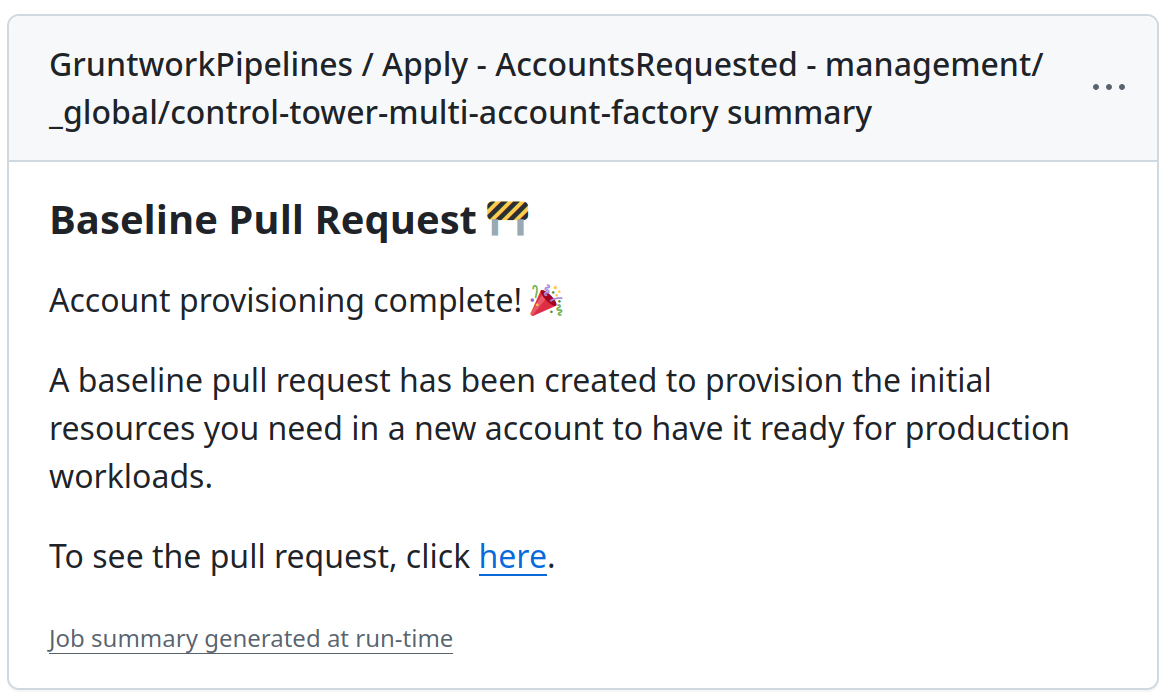 GruntworkPipelines / Apply - AccountsRequested - management/
_global/control-tower-multi-account-factory summary
Baseline Pull Request 🚧
Account provisioning complete! 🎉
A baseline pull request has been created to provision the initial
resources you need in a new account to have it ready for production
workloads.
To see the pull request, click here.
Job summary generated at run-time